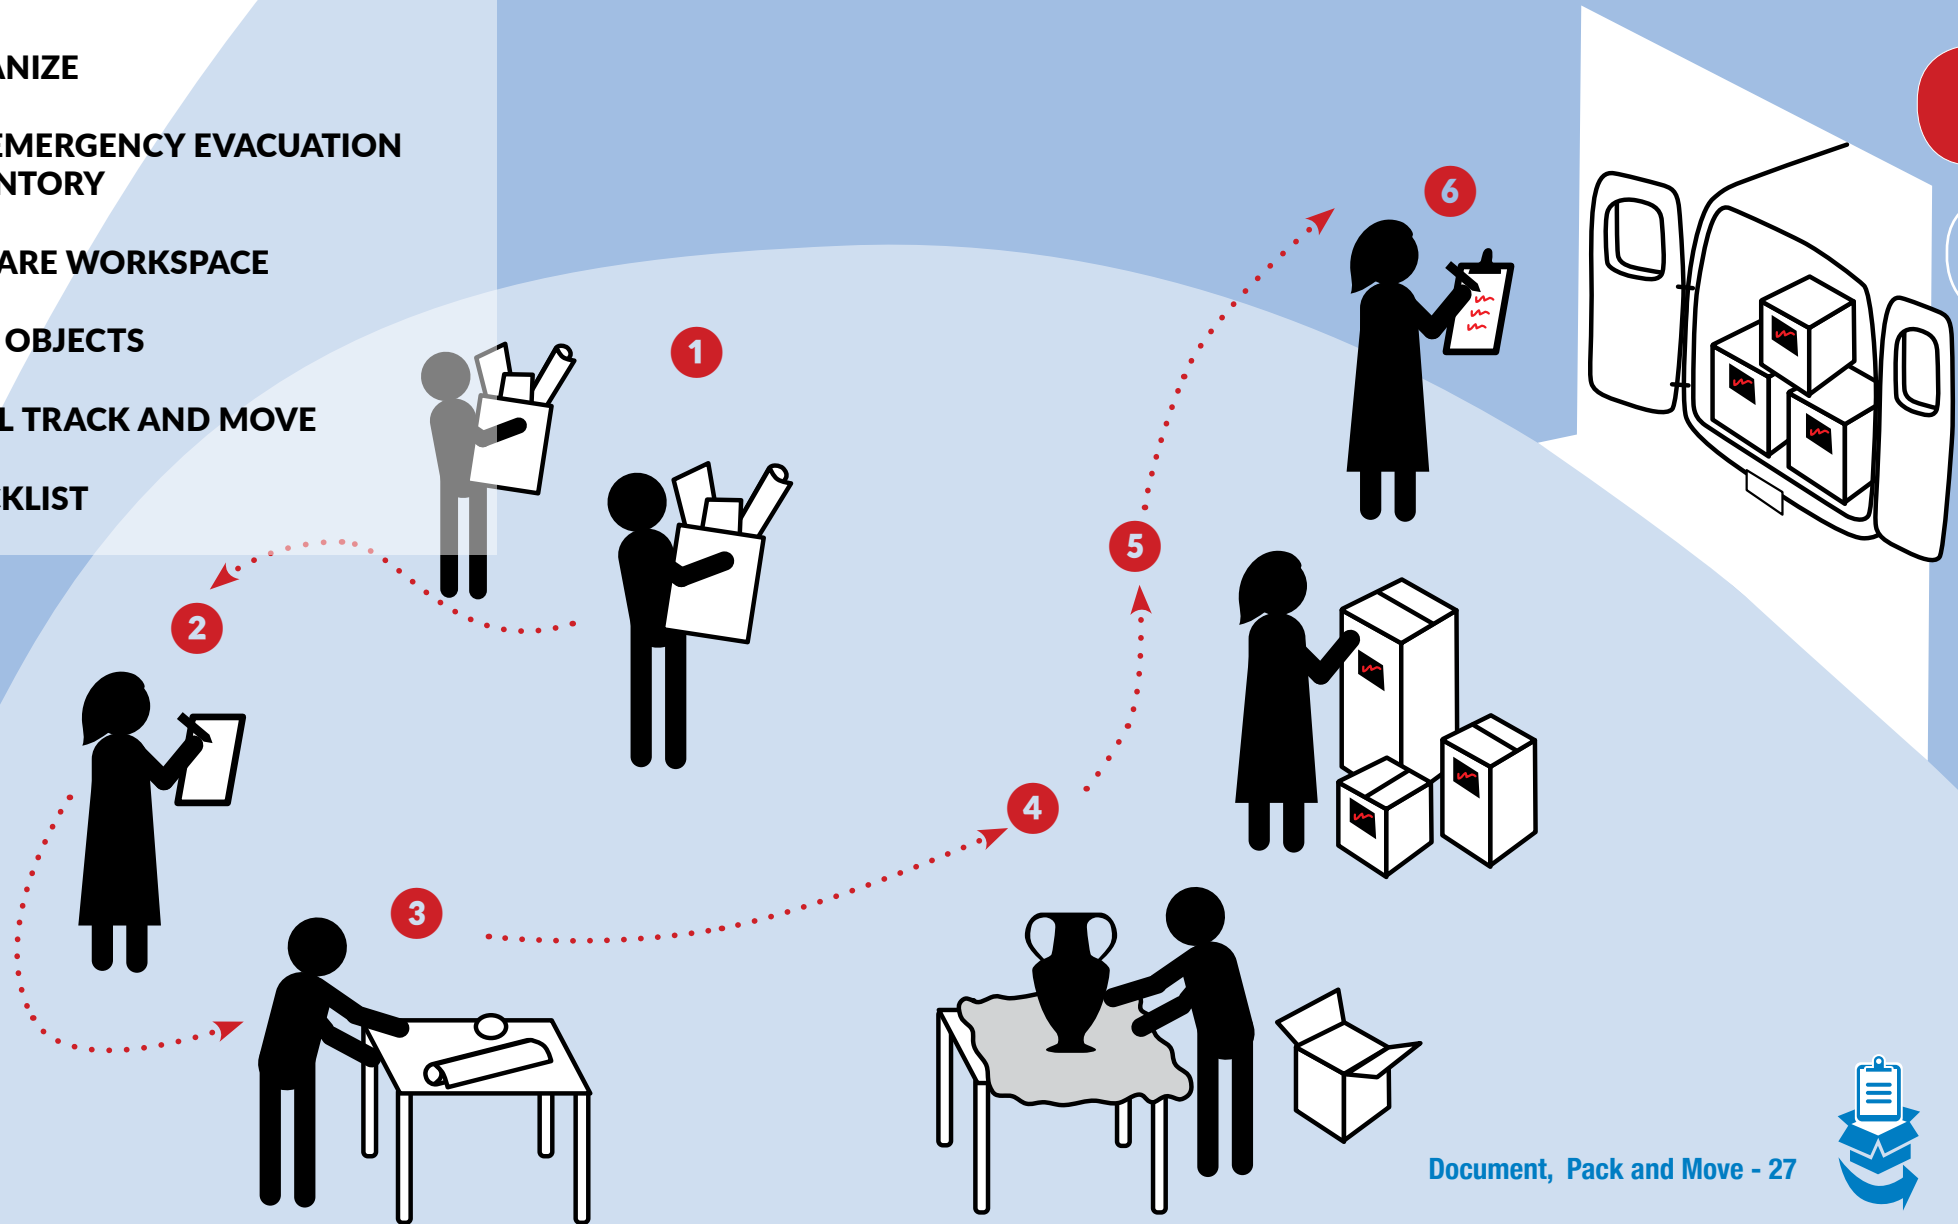 ANIZE
EMERGENCY EVACUATION
NTORY
ARE WORKSPACE
OBJECTS
L TRACK AND MOVE
CKLIST
1
2
3
4
5
6
Document, Pack and Move - 27